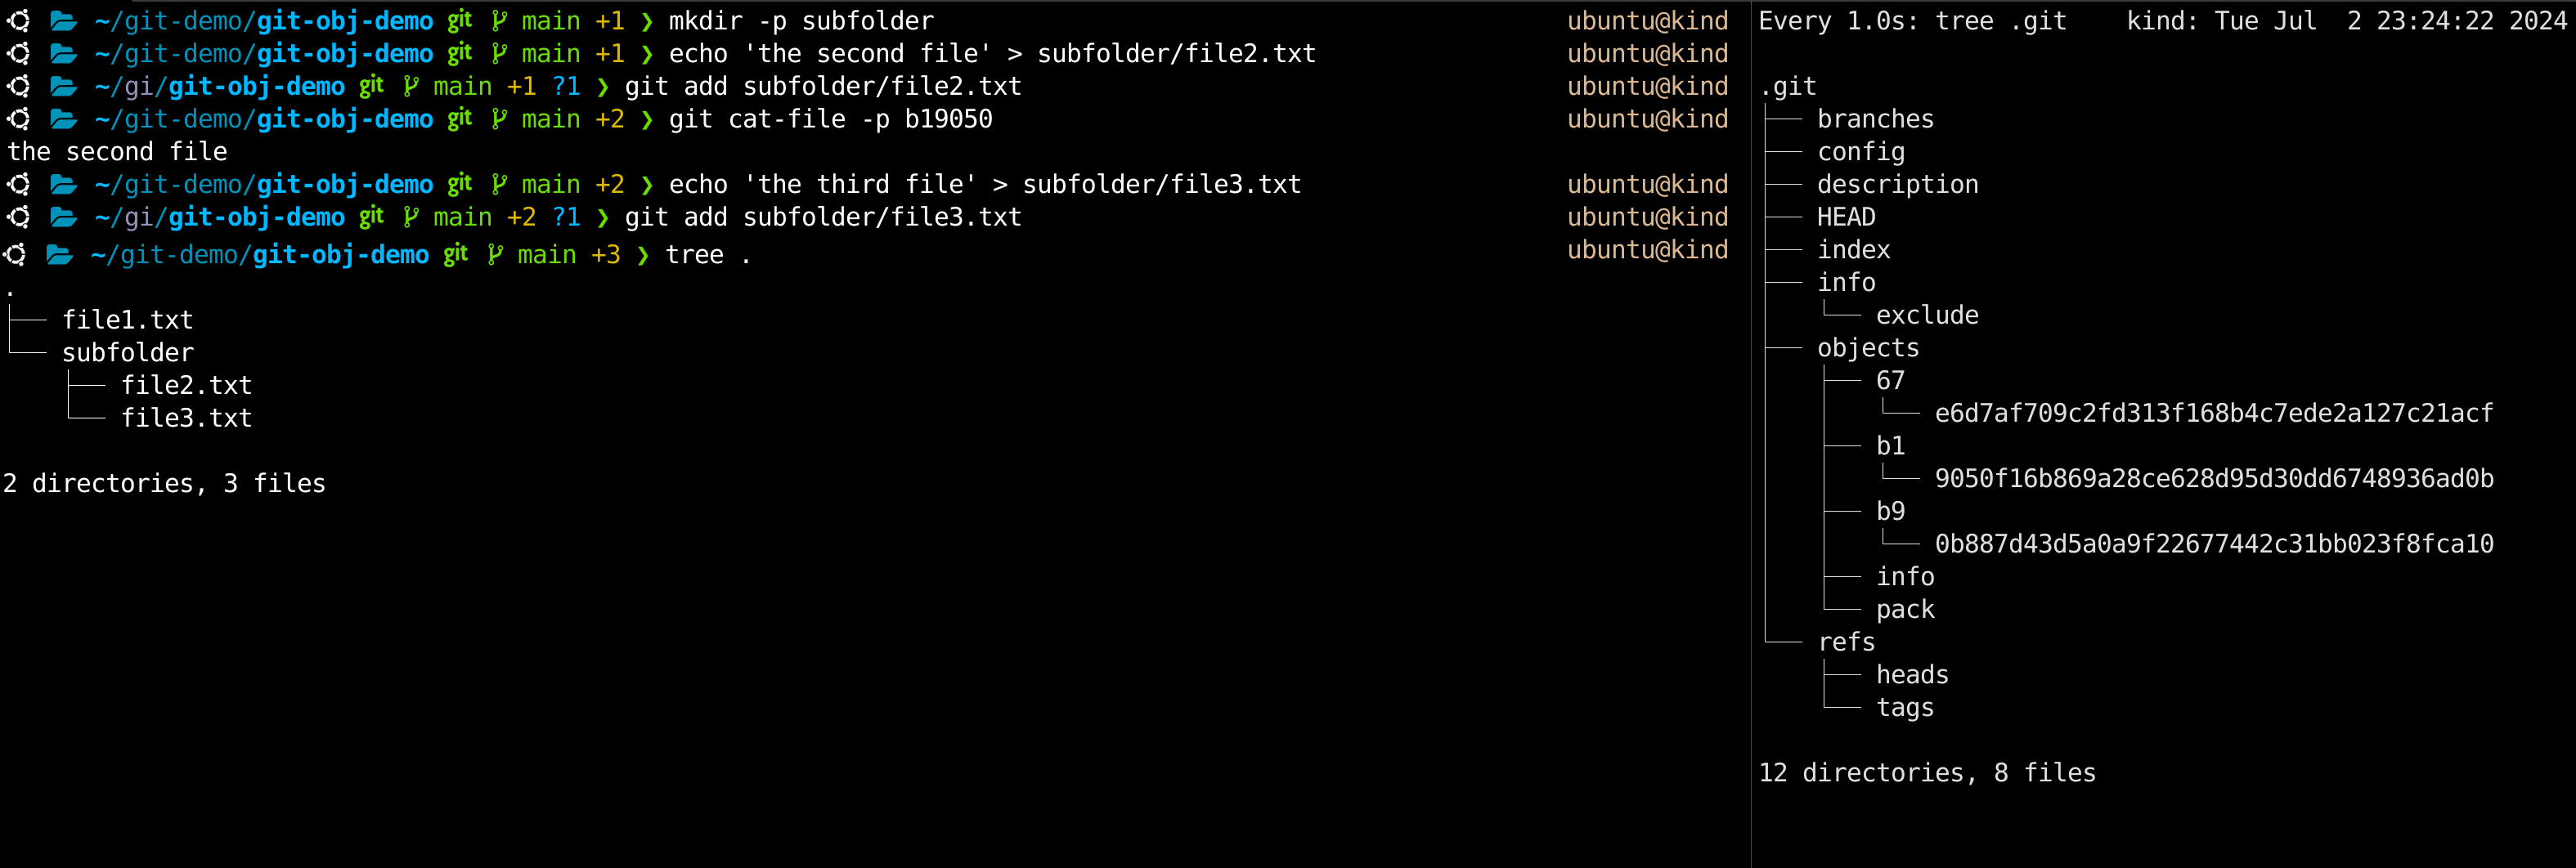 ~/git-demo/git-obj-demo git main +1 ❯ mkdir -p subfolder ubuntu@kind
~/git-demo/git-obj-demo git main +1 ❯ echo 'the second file' > subfolder/file2.txt ubuntu@kind
~/gi/git-obj-demo git main +1 ?1 ❯ git add subfolder/file2.txt ubuntu@kind
~/git-demo/git-obj-demo git main +2 ❯ git cat-file -p b19050 ubuntu@kind
the second file
~/git-demo/git-obj-demo git main +2 ❯ echo 'the third file' > subfolder/file3.txt ubuntu@kind
~/gi/git-obj-demo git main +2 ?1 ❯ git add subfolder/file3.txt ubuntu@kind
~/git-demo/git-obj-demo git main +3 ❯ tree . ubuntu@kind
.
├── file1.txt
└── subfolder
    ├── file2.txt
    └── file3.txt
2 directories, 3 files
Every 1.0s: tree .git    kind: Tue Jul  2 23:24:22 2024
.git
├── branches
├── config
├── description
├── HEAD
├── index
├── info
│   └── exclude
├── objects
│   ├── 67
│   │   └── e6d7af709c2fd313f168b4c7ede2a127c21acf
│   ├── b1
│   │   └── 9050f16b869a28ce628d95d30dd6748936ad0b
│   ├── b9
│   │   └── 0b887d43d5a0a9f22677442c31bb023f8fca10
│   ├── info
│   └── pack
└── refs
    ├── heads
    └── tags
12 directories, 8 files